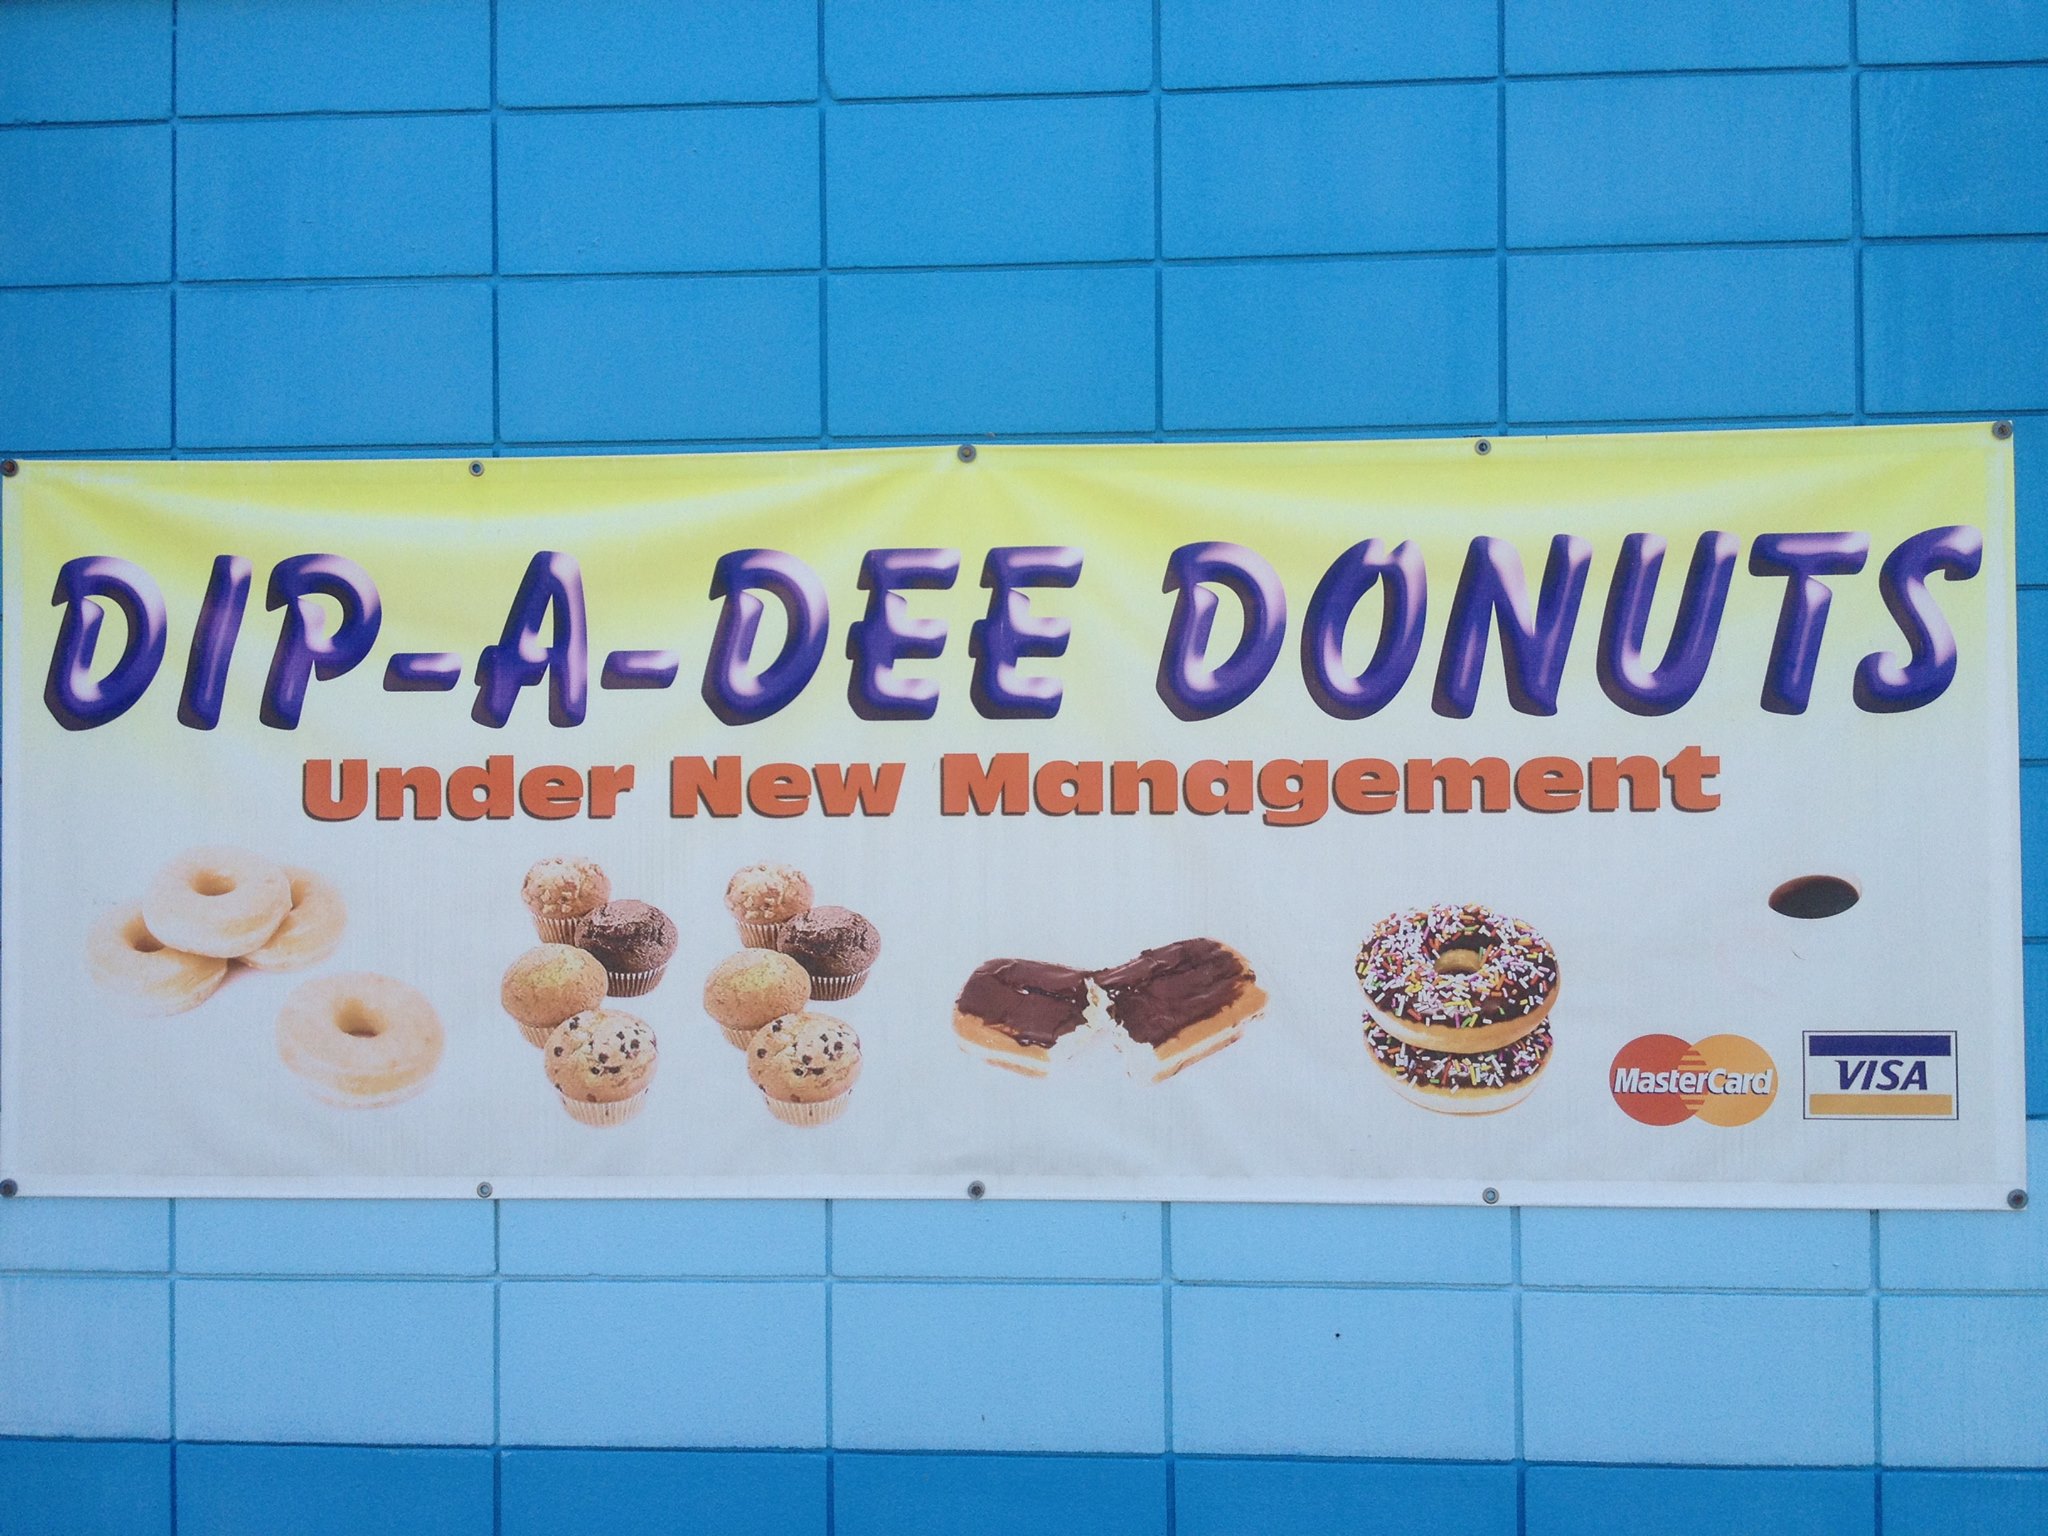 DIP-A-DEE DONUTS
Under New Management
MasterCard VISA